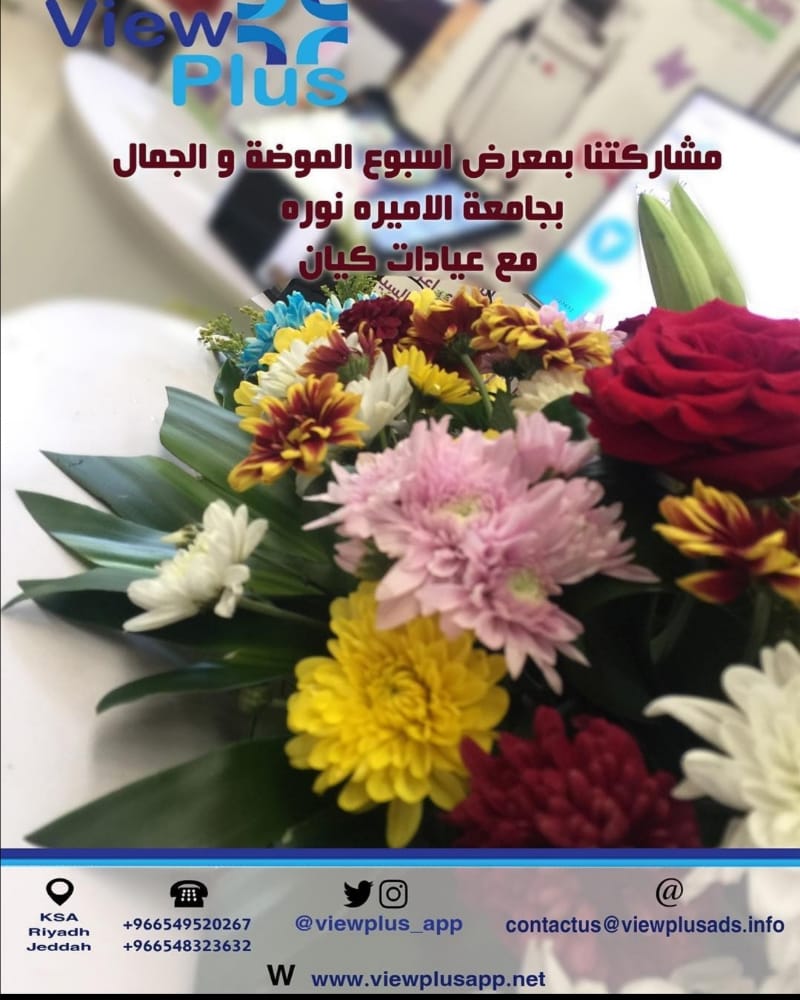 View
Plus
مشاركتنا بمعرض اسبوع الموضة و الجمال
بجامعة الاميره نوره
مع عيادات كيان
KSA
Riyadh
Jeddah
+966549520267
+966548323632
@viewplus_app
@
contactus@viewplusads.info
W www.viewplusapp.net